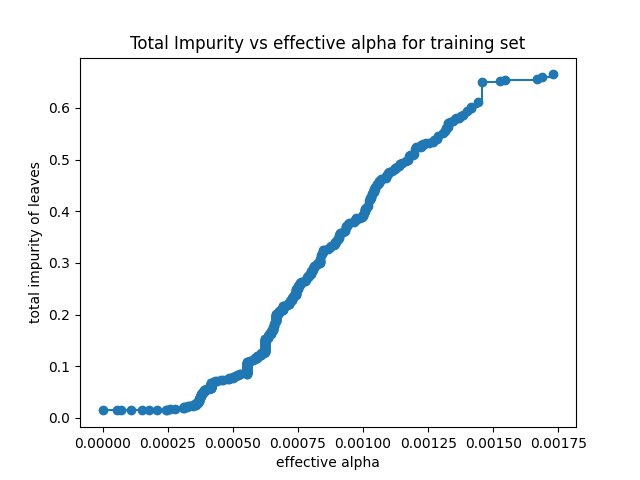 Total Impurity vs effective alpha for training set
total impurity of leaves
0.6
0.5
0.4
0.3
0.2
0.1
0.0
0.00000 0.00025 0.00050 0.00075 0.00100 0.00125 0.00150 0.00175
effective alpha